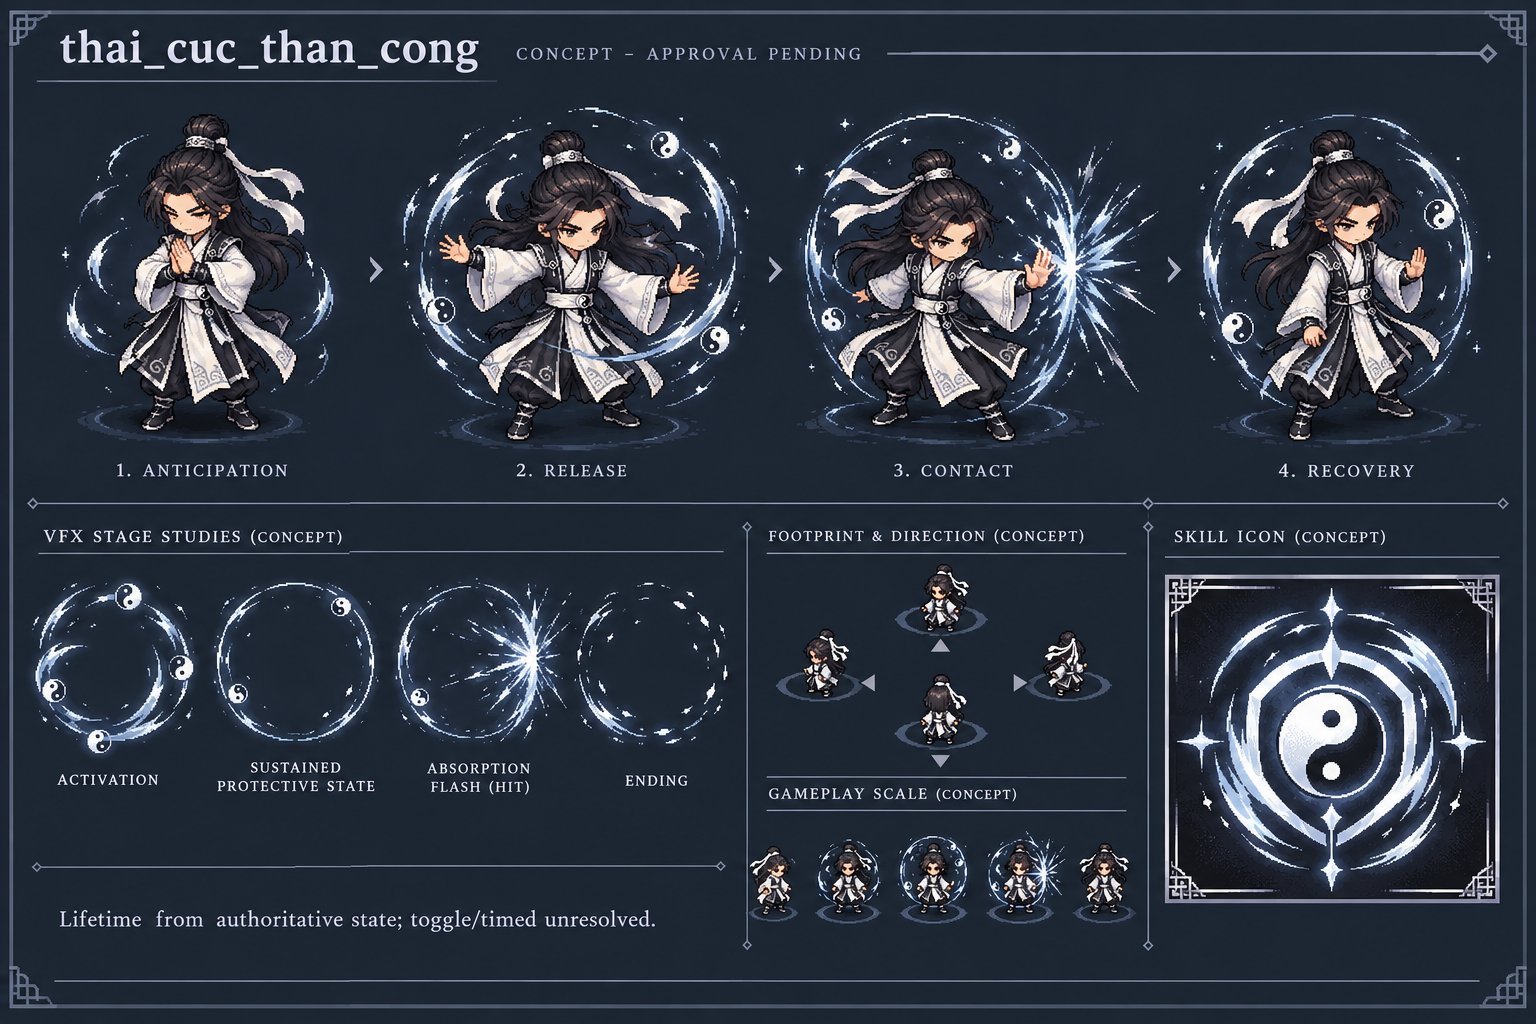 thai_cuc_than_cong
CONCEPT – APPROVAL PENDING
1. ANTICIPATION
2. RELEASE
3. CONTACT
4. RECOVERY
VFX STAGE STUDIES (CONCEPT)
ACTIVATION
SUSTAINED
PROTECTIVE STATE
ABSORPTION
FLASH (HIT)
ENDING
Lifetime from authoritative state; toggle/timed unresolved.
FOOTPRINT & DIRECTION (CONCEPT)
GAMEPLAY SCALE (CONCEPT)
SKILL ICON (CONCEPT)